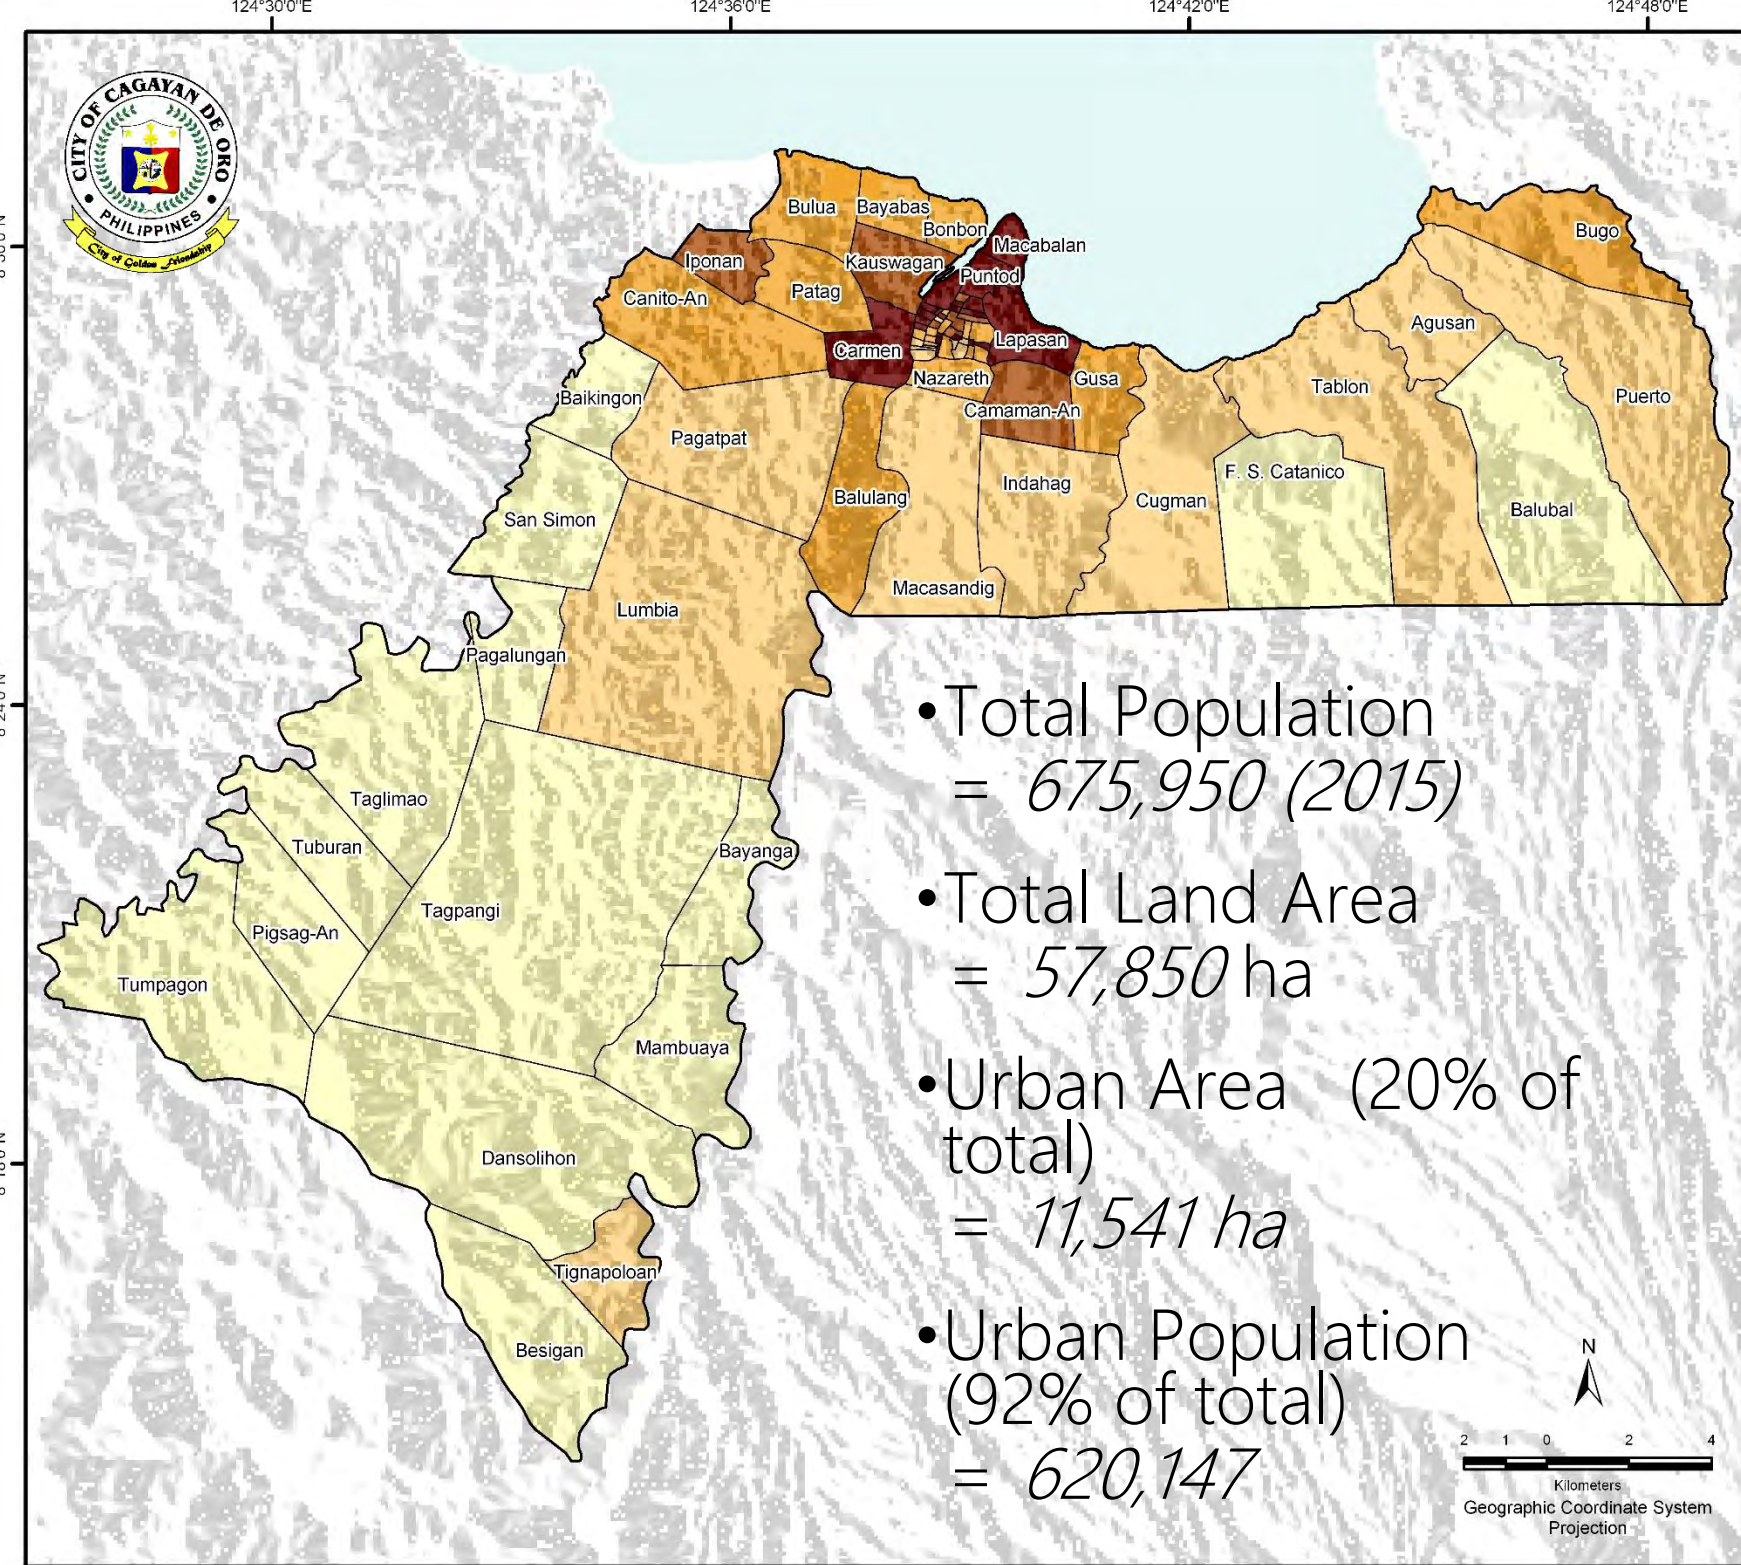 124°30'0"E
124°36'0"E
124°42'0"E
124°48'0"E
CITY OF CAGAYAN DE ORO
PHILIPPINES
City of Golden Friendship
Bulua
Bayabas
Bonbon
Macabalan
Bugo
Iponan
Kauswagan
Puntod
Canito-An
Patag
Agusan
Carmen
Lapasan
Nazareth
Gusa
Tablon
Puerto
Baikingon
Camaman-An
Pagatpat
F. S. Catanico
Indahag
Balulang
Cugman
Balubal
San Simon
Macasandig
Lumbia
Pagalungan
Taglimao
Tuburan
Bayanga
Tagpangi
Pigsag-An
Tumpagon
Mambuaya
Dansolihon
Tignapoloan
Besigan
•Total Population
= 675,950 (2015)
•Total Land Area
= 57,850 ha
•Urban Area (20% of
total)
= 11,541 ha
•Urban Population
(92% of total)
= 620,147
N
2 1 0 2 4
Kilometers
Geographic Coordinate System
Projection